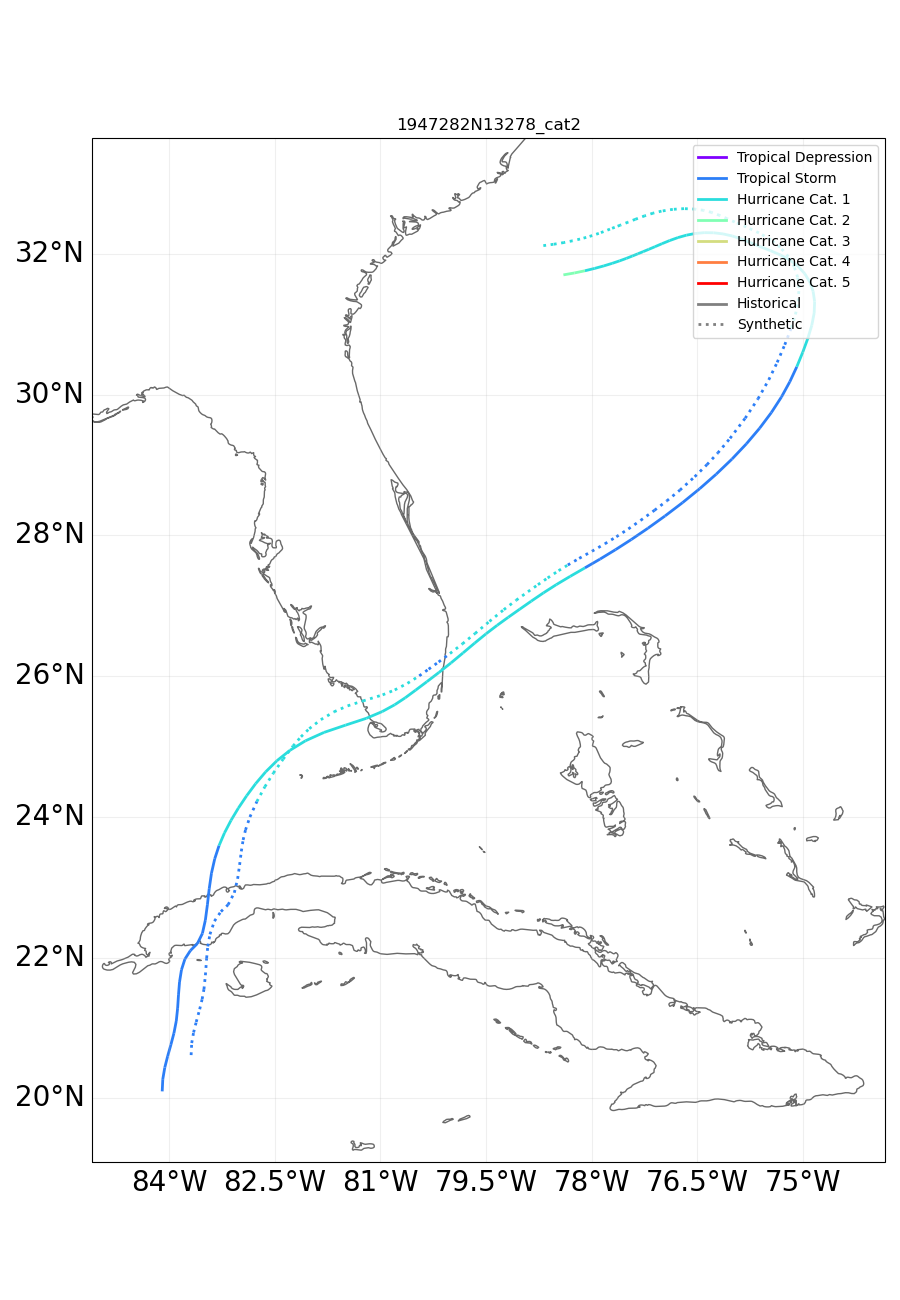 1947282N13278_cat2
Tropical Depression
Tropical Storm
Hurricane Cat. 1
Hurricane Cat. 2
Hurricane Cat. 3
Hurricane Cat. 4
Hurricane Cat. 5
Historical
Synthetic
32°N
30°N
28°N
26°N
24°N
22°N
20°N
84°W 82.5°W 81°W 79.5°W 78°W 76.5°W 75°W